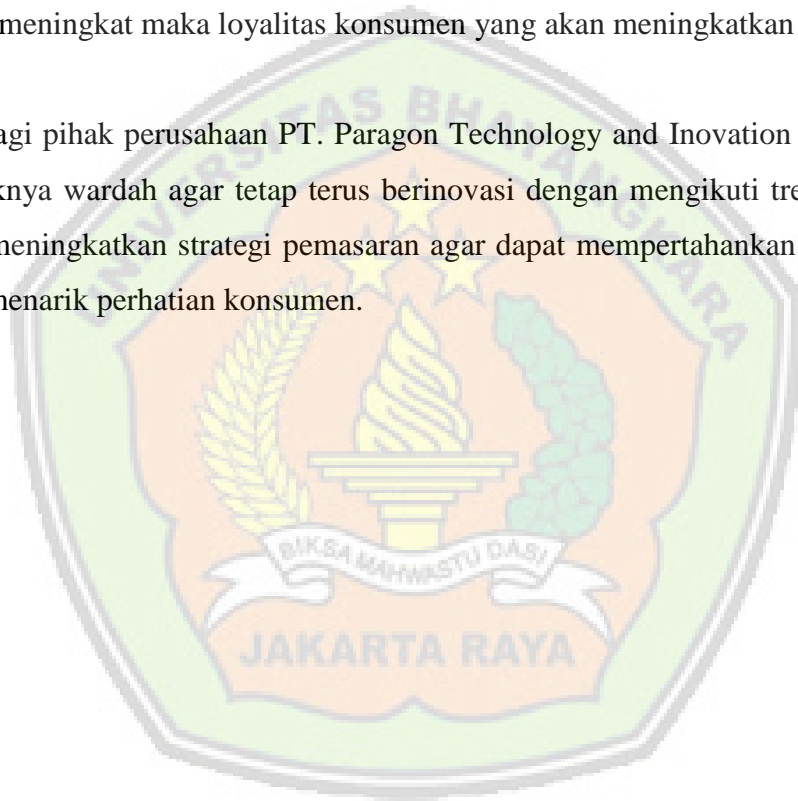 meningkat maka loyalitas konsumen yang akan meningkatkan
agi pihak perusahaan PT. Paragon Technology and Inovation
knya wardah agar tetap terus berinovasi dengan mengikuti tre
meningkatkan strategi pemasaran agar dapat mempertahankan
menarik perhatian konsumen.
UNIVERSITAS BHAYANGKARA
BIKSA MAHWASTU DASI
JAKARTA RAYA